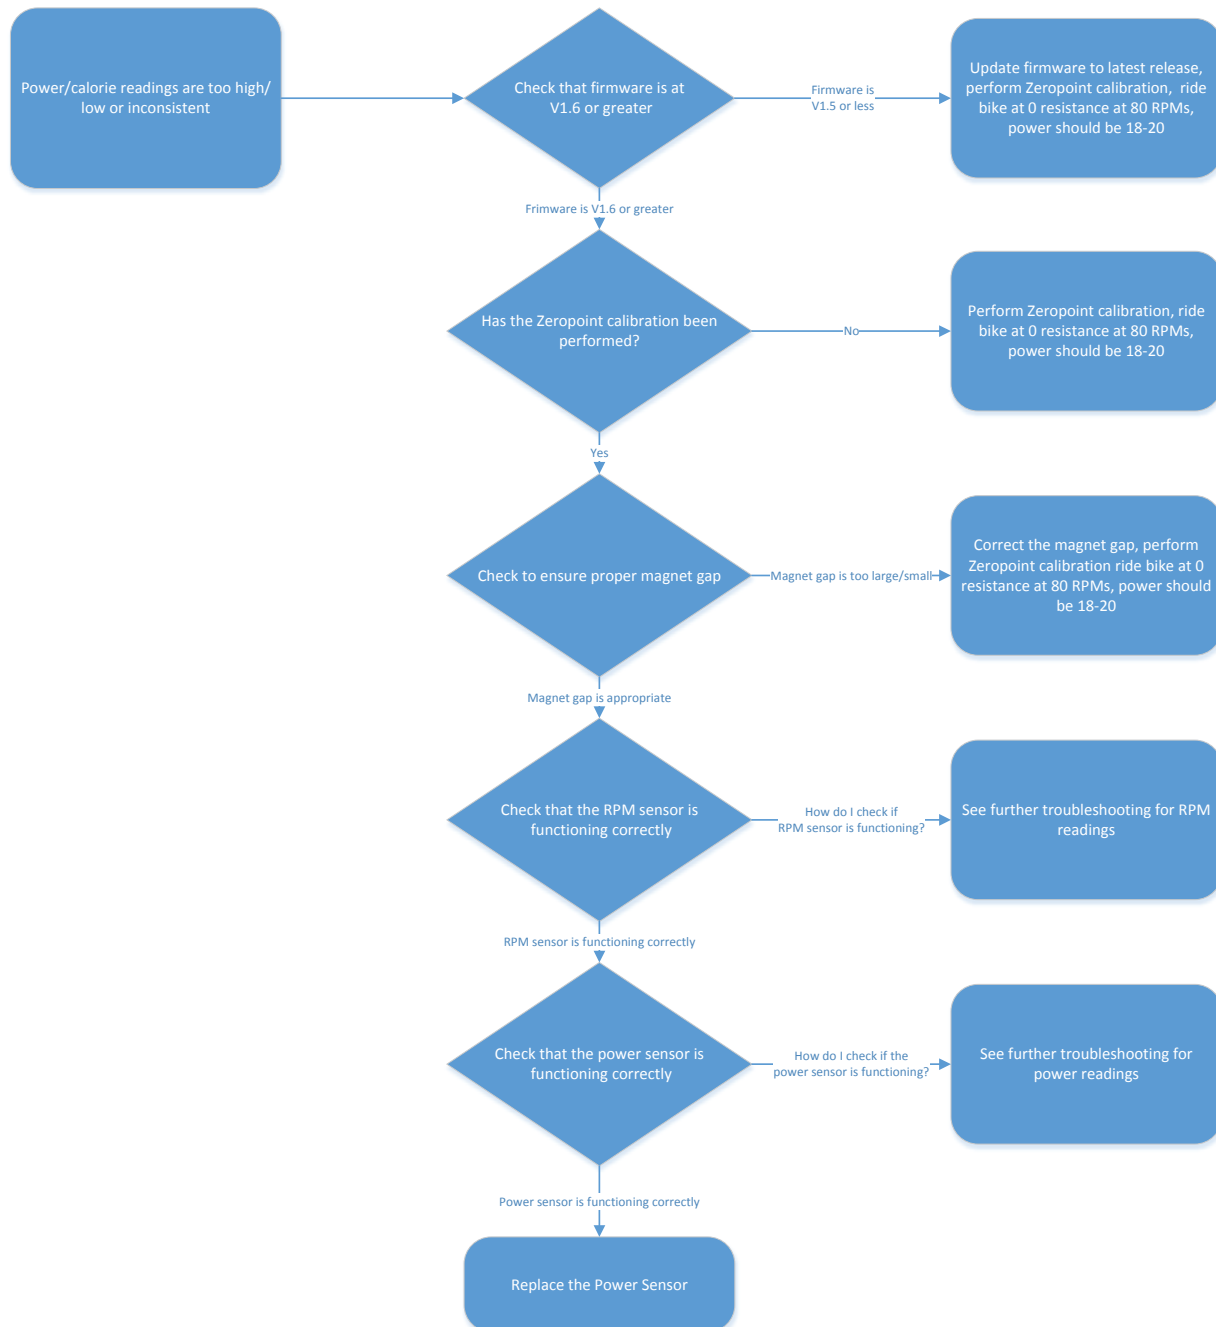 Power/calorie readings are too high/
low or inconsistent
Check that firmware is at
V1.6 or greater
Firmware is
V1.5 or less
Update firmware to latest release,
perform Zeropoint calibration,  ride
bike at 0 resistance at 80 RPMs,
power should be 18-20
Frimware is V1.6 or greater
Has the Zeropoint calibration been
performed?
No
Perform Zeropoint calibration, ride
bike at 0 resistance at 80 RPMs,
power should be 18-20
Yes
Check to ensure proper magnet gap
Magnet gap is too large/small
Correct the magnet gap, perform
Zeropoint calibration ride bike at 0
resistance at 80 RPMs, power should
be 18-20
Magnet gap is appropriate
Check that the RPM sensor is
functioning correctly
How do I check if
RPM sensor is functioning?
See further troubleshooting for RPM
readings
RPM sensor is functioning correctly
Check that the power sensor is
functioning correctly
How do I check if the
power sensor is functioning?
See further troubleshooting for
power readings
Power sensor is functioning correctly
Replace the Power Sensor